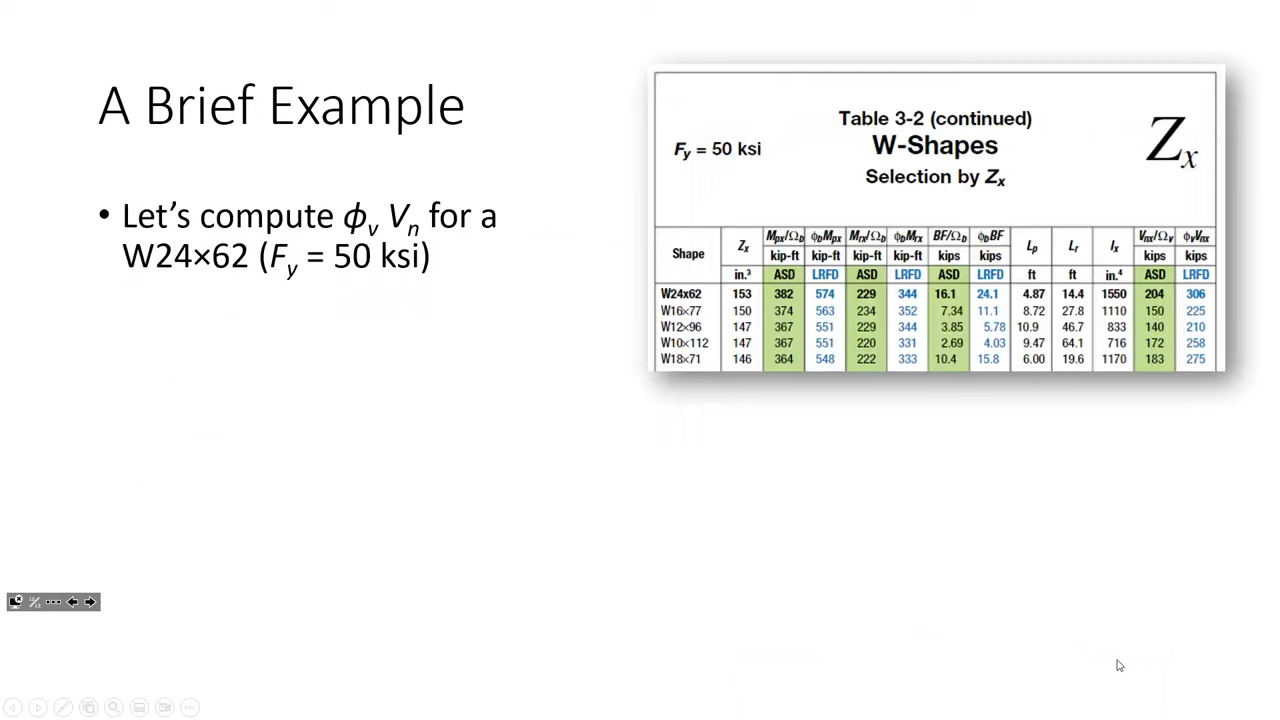 A Brief Example
• Let’s compute ϕv Vn for a
W24×62 (Fy = 50 ksi)
Table 3-2 (continued)
Fy = 50 ksi
W-Shapes
Zx
Selection by Zx
Shape Zx Mpx/Ωb ϕbMpx Mrx/Ωb ϕbMrx BF/Ωb ϕbBF Lp Lr Ix Vnx/Ωv ϕvVnx
kip-ft kip-ft kip-ft kip-ft kips kips kips kips
in.³ ASD LRFD ASD LRFD ASD LRFD ft ft in.⁴ ASD LRFD
W24x62 153 382 574 229 344 16.1 24.1 4.87 14.4 1550 204 306
W16×77 150 374 563 234 352 7.34 11.1 8.72 27.8 1110 150 225
W12×96 147 367 551 229 344 3.85 5.78 10.9 46.7 833 140 210
W10×112 147 367 551 220 331 2.69 4.03 9.47 64.1 716 172 258
W18×71 146 364 548 222 333 10.4 15.8 6.00 19.6 1170 183 275
12/12